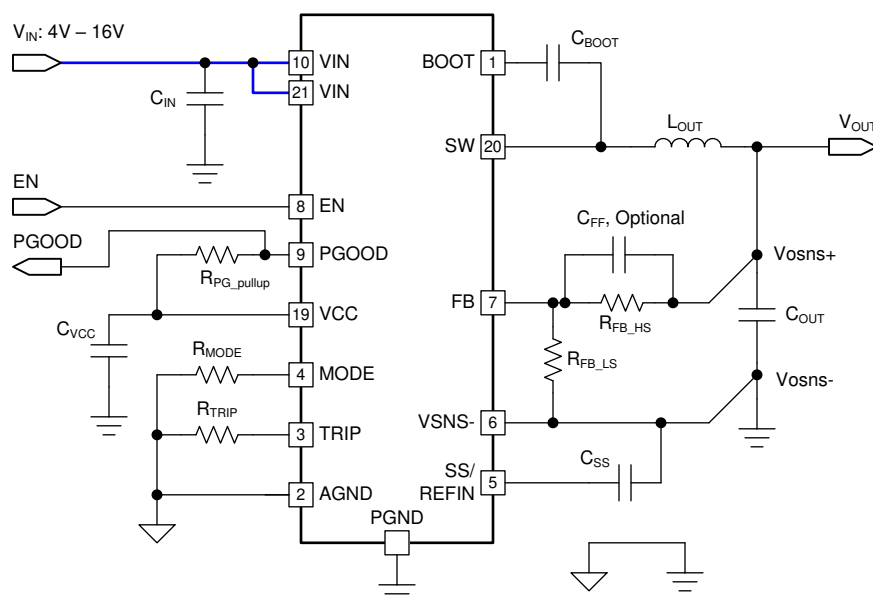 VIN: 4V – 16V
CIN
10 VIN
21 VIN
EN
8 EN
PGOOD
9 PGOOD
RPG_pullup
19 VCC
CVCC
RMODE
4 MODE
RTRIP
3 TRIP
2 AGND
PGND
BOOT 1
CBOOT
SW 20
LOUT
VOUT
CFF, Optional
Vosns+
FB 7
RFB_HS
COUT
RFB_LS
Vosns-
VSNS- 6
CSS
SS/
REFIN 5